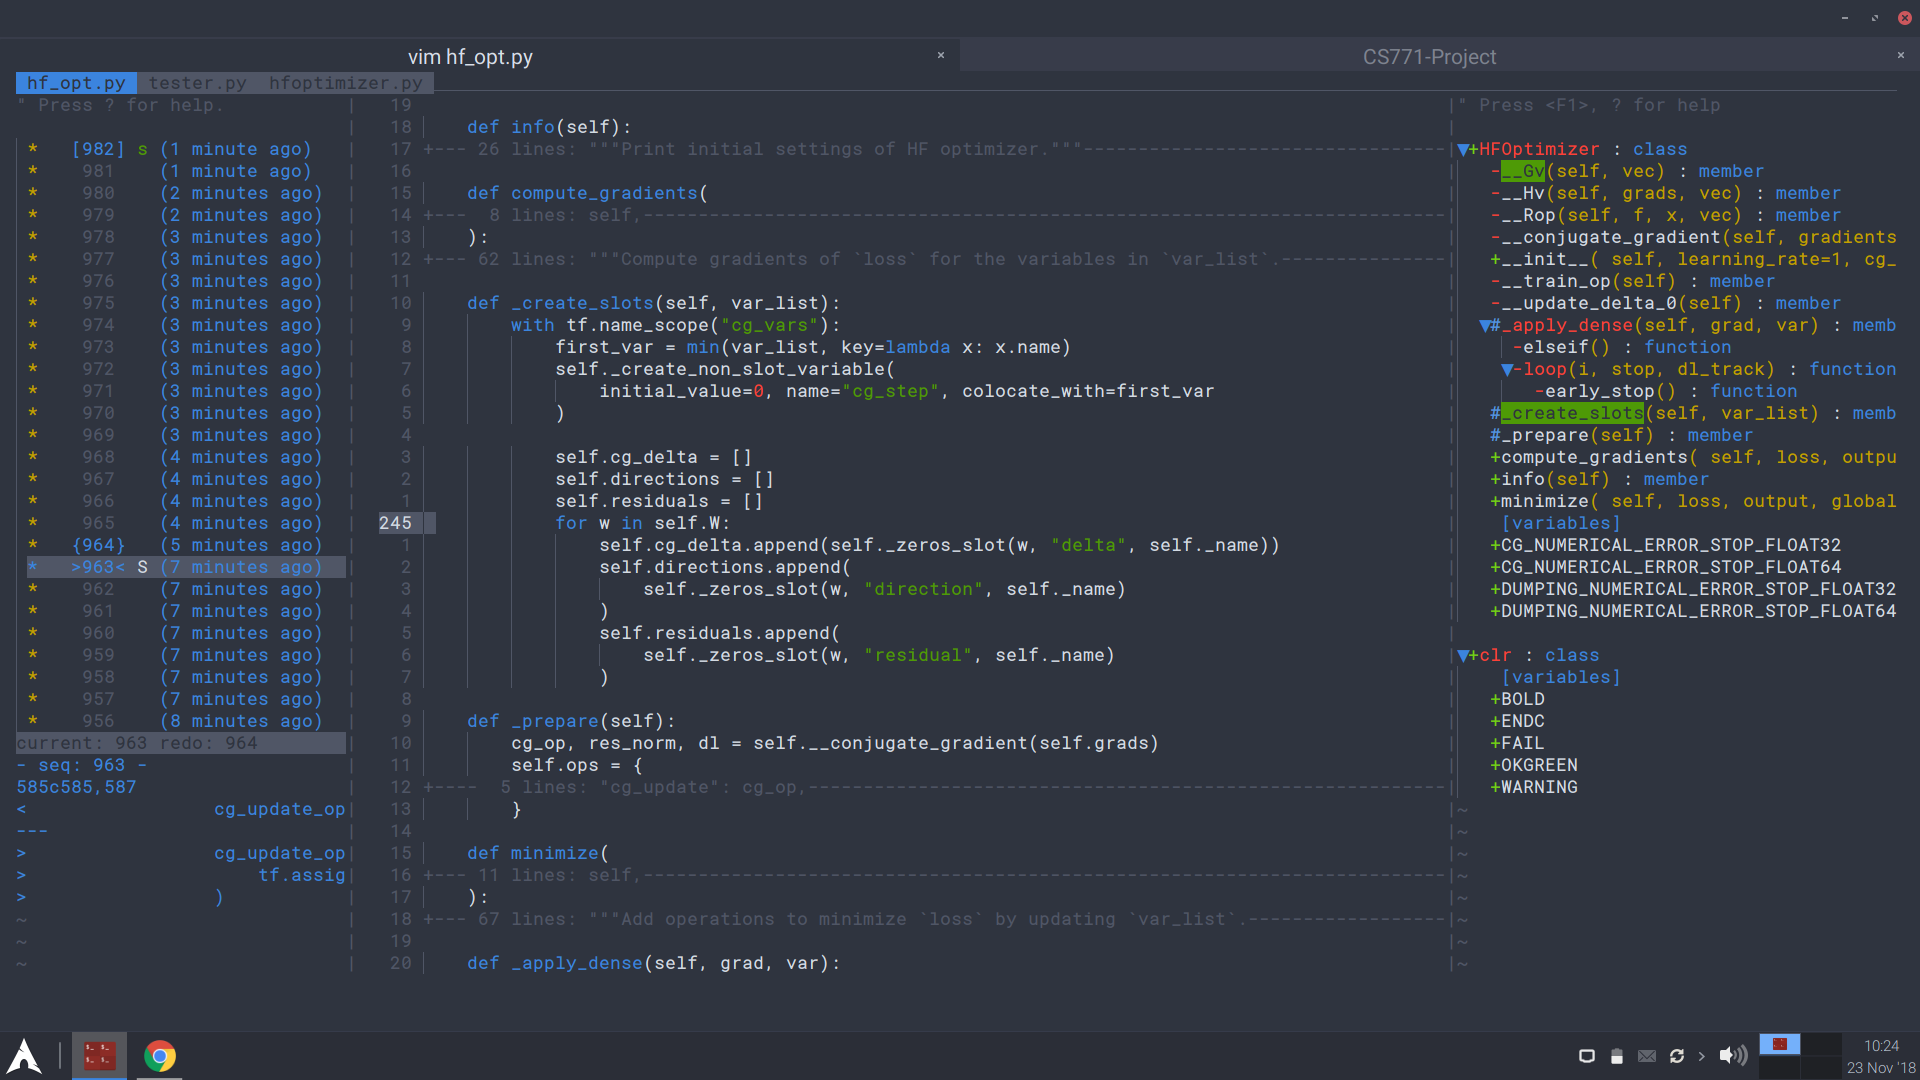 vim hf_opt.py × CS771-Project ×
hf_opt.py tester.py hfoptimizer.py
" Press ? for help.
* [982] s (1 minute ago)
* 981 (1 minute ago)
* 980 (2 minutes ago)
* 979 (2 minutes ago)
* 978 (3 minutes ago)
* 977 (3 minutes ago)
* 976 (3 minutes ago)
* 975 (3 minutes ago)
* 974 (3 minutes ago)
* 973 (3 minutes ago)
* 972 (3 minutes ago)
* 971 (3 minutes ago)
* 970 (3 minutes ago)
* 969 (3 minutes ago)
* 968 (4 minutes ago)
* 967 (4 minutes ago)
* 966 (4 minutes ago)
* 965 (4 minutes ago)
* {964} (5 minutes ago)
* >963< S (7 minutes ago)
* 962 (7 minutes ago)
* 961 (7 minutes ago)
* 960 (7 minutes ago)
* 959 (7 minutes ago)
* 958 (7 minutes ago)
* 957 (7 minutes ago)
* 956 (8 minutes ago)
current: 963 redo: 964
- seq: 963 -
585c585,587
< cg_update_op
---
> cg_update_op
> tf.assig
> )
~
~
~
19
18 def info(self):
17 +--- 26 lines: """Print initial settings of HF optimizer."""---------------------------------
16
15 def compute_gradients(
14 +--- 8 lines: self,-------------------------------------------------------------------------
13 ):
12 +--- 62 lines: """Compute gradients of `loss` for the variables in `var_list`.---------------
11
10 def _create_slots(self, var_list):
9 with tf.name_scope("cg_vars"):
8 first_var = min(var_list, key=lambda x: x.name)
7 self._create_non_slot_variable(
6 initial_value=0, name="cg_step", colocate_with=first_var
5 )
4
3 self.cg_delta = []
2 self.directions = []
1 self.residuals = []
245 for w in self.W:
1 self.cg_delta.append(self._zeros_slot(w, "delta", self._name))
2 self.directions.append(
3 self._zeros_slot(w, "direction", self._name)
4 )
5 self.residuals.append(
6 self._zeros_slot(w, "residual", self._name)
7 )
8
9 def _prepare(self):
10 cg_op, res_norm, dl = self.__conjugate_gradient(self.grads)
11 self.ops = {
12 +---- 5 lines: "cg_update": cg_op,----------------------------------------------------------
13 }
14
15 def minimize(
16 +--- 11 lines: self,-------------------------------------------------------------------------
17 ):
18 +--- 67 lines: """Add operations to minimize `loss` by updating `var_list`.------------------
19
20 def _apply_dense(self, grad, var):
" Press <F1>, ? for help
▼+HFOptimizer : class
-__Gv(self, vec) : member
-__Hv(self, grads, vec) : member
-__Rop(self, f, x, vec) : member
-__conjugate_gradient(self, gradients
+__init__( self, learning_rate=1, cg_
-__train_op(self) : member
-__update_delta_0(self) : member
▼#_apply_dense(self, grad, var) : memb
-elseif() : function
▼-loop(i, stop, dl_track) : function
-early_stop() : function
#_create_slots(self, var_list) : memb
#_prepare(self) : member
+compute_gradients( self, loss, outpu
+info(self) : member
+minimize( self, loss, output, global
[variables]
+CG_NUMERICAL_ERROR_STOP_FLOAT32
+CG_NUMERICAL_ERROR_STOP_FLOAT64
+DUMPING_NUMERICAL_ERROR_STOP_FLOAT32
+DUMPING_NUMERICAL_ERROR_STOP_FLOAT64
▼+clr : class
[variables]
+BOLD
+ENDC
+FAIL
+OKGREEN
+WARNING
~
~
~
~
~
~
~
~
10:24
23 Nov '18